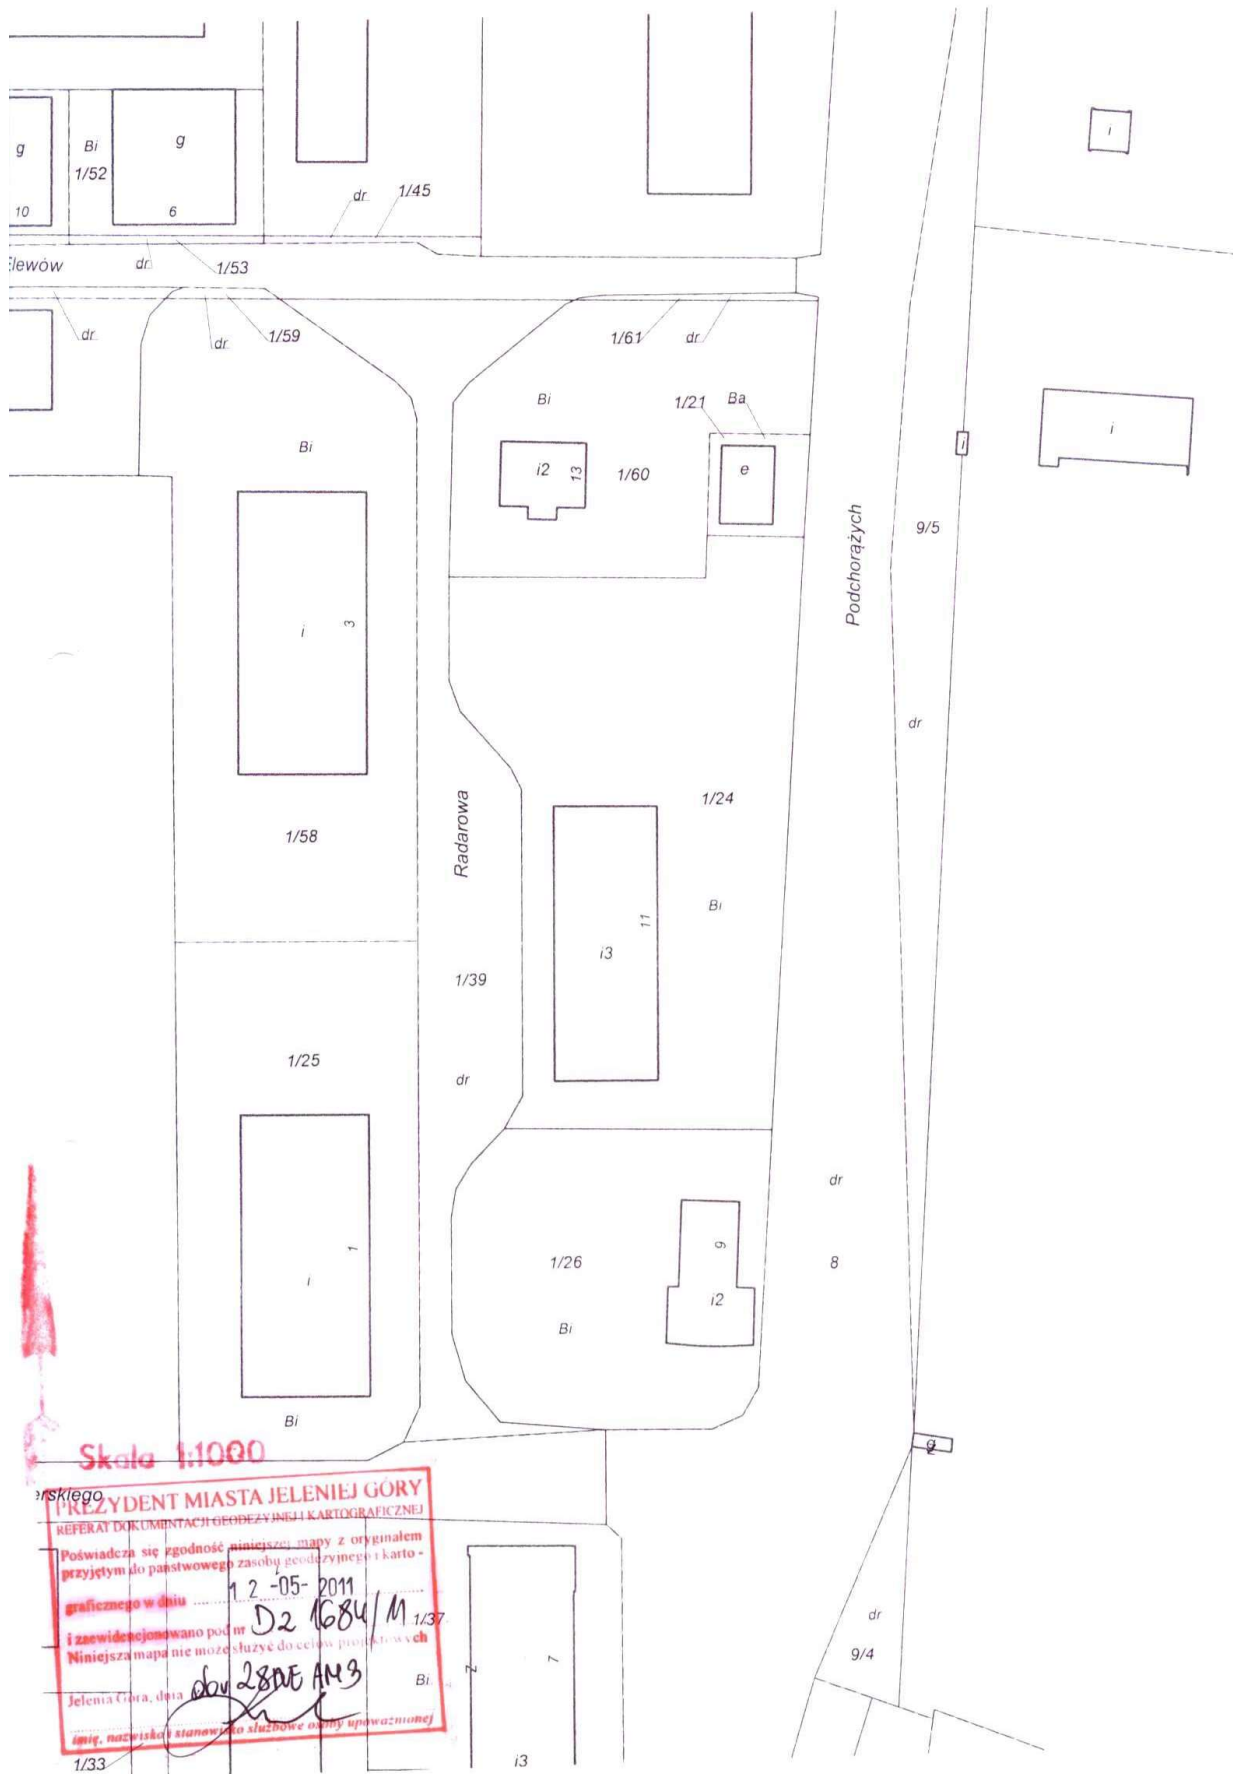 i
g
Bi
g
1/52
10
6
dr
1/45
dr
1/53
dr
dr
1/59
1/61
dr
Bi
1/21
Ba
Bi
i2
13
1/60
e
i
i
9/5
Podchorążych
i
3
dr
1/24
1/58
Radarowa
Bi
11
i3
1/39
1/25
dr
dr
1/26
9
8
1
i
i2
Bi
Bi
Skala 1:1000
PREZYDENT MIASTA JELENIEJ GÓRY
REFERAT DOKUMENTACJI GEODEZYJNEJ I KARTOGRAFICZNEJ
Poświadcza się zgodność niniejszej mapy z oryginałem
przyjętym do państwowego zasobu geodezyjnego i karto-
graficznego w dniu 12 -05- 2011
i zaewidencjonowano pod nr D2 1684/11
1/37
Niniejsza mapa nie może służyć do celów projektowych
Jelenia Góra, dnia obr 28NE AM3
Bi
imię, nazwisko i stanowisko służbowe osoby upoważnionej
7
dr
9/4
1/33
i3